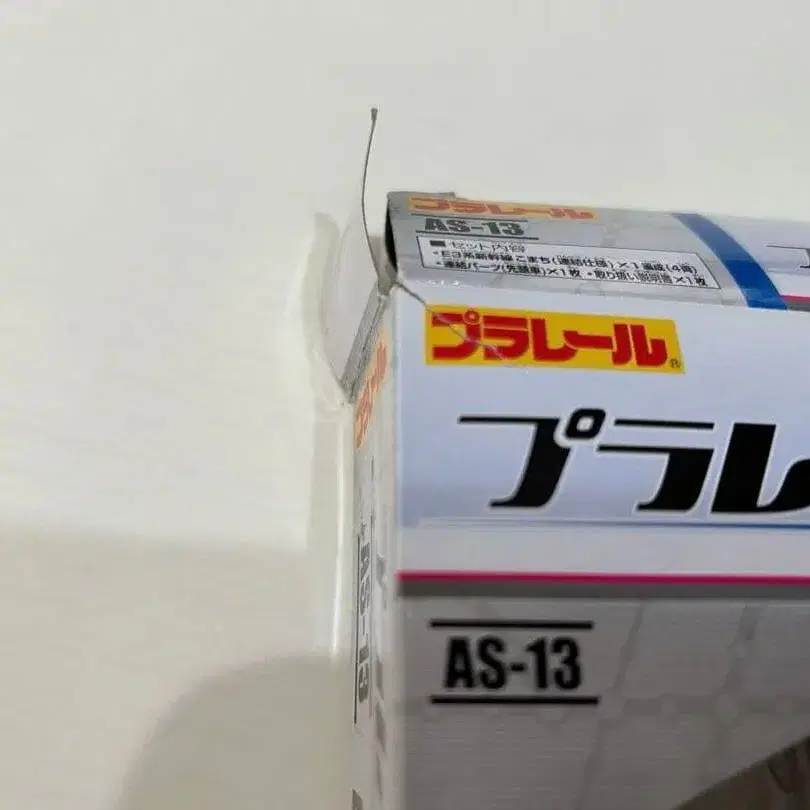 プラレール
AS-13
■セット内容
・E3系新幹線こまち(連結仕様)×1編成(4両)
・連結パーツ(先頭車)×1枚 ・取り扱い説明書×1枚
プラレール®
プラレ
AS-13
プラレール
AS-13